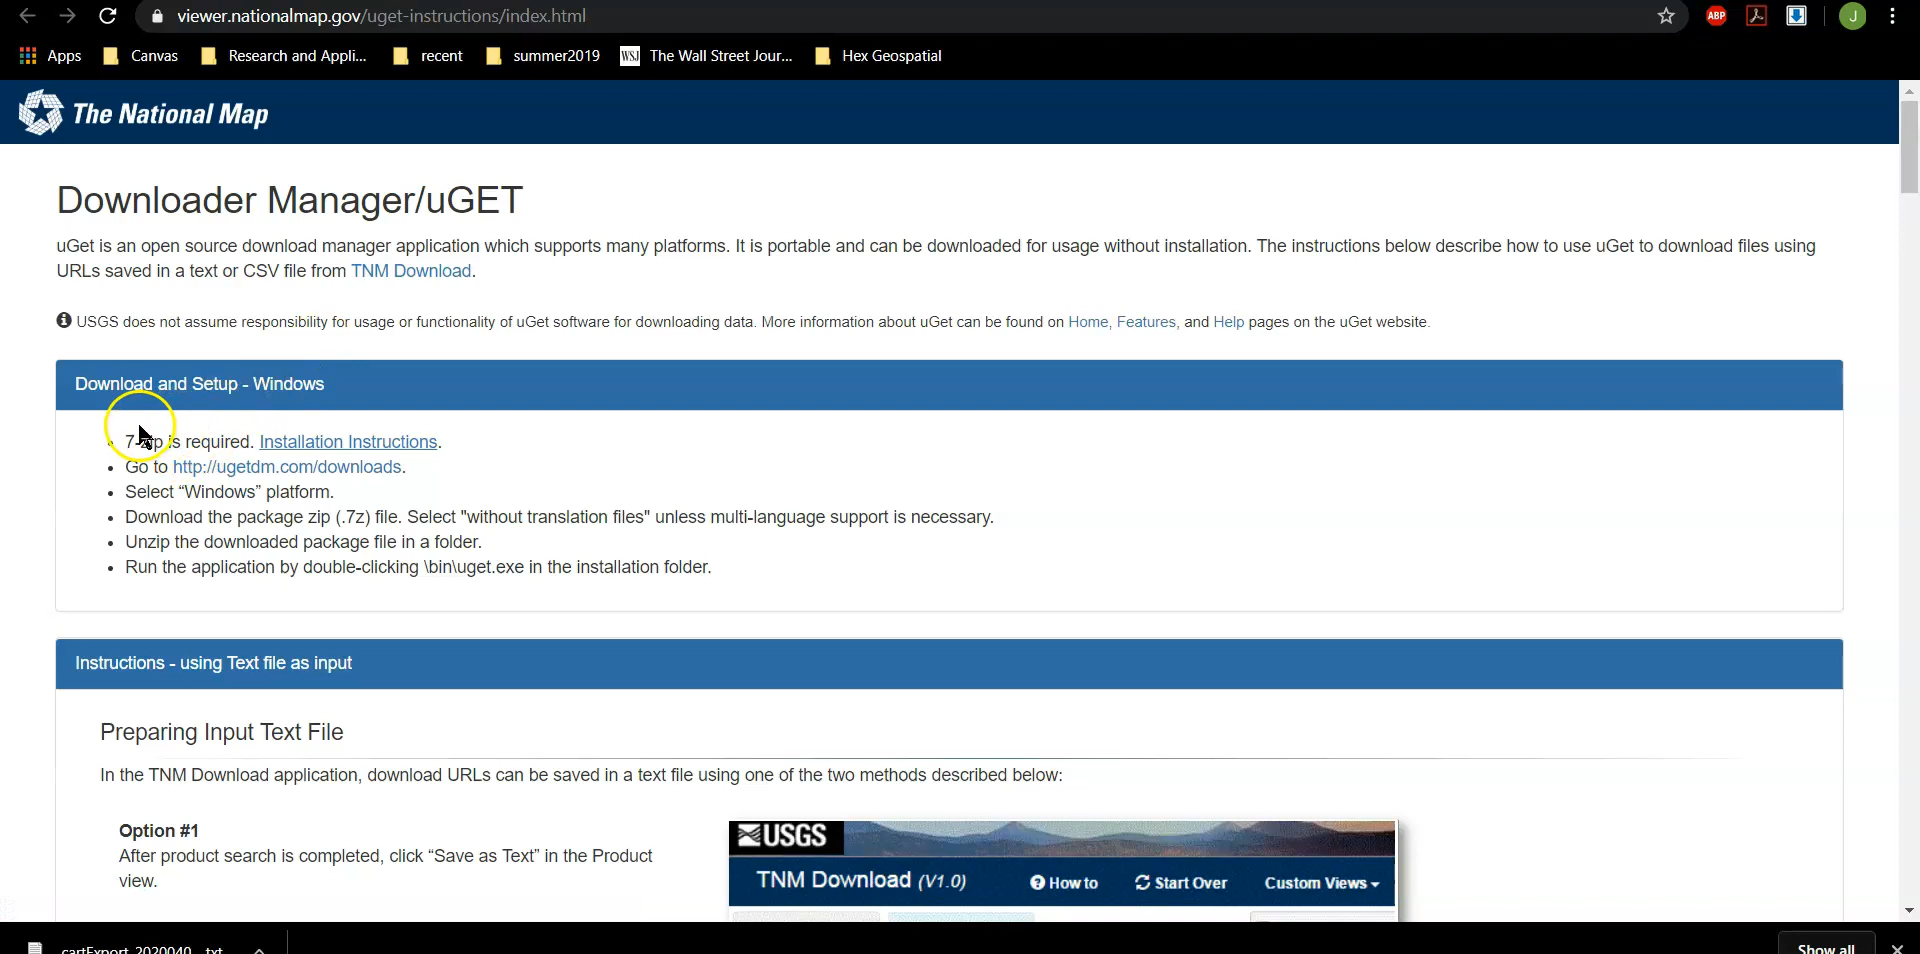 viewer.nationalmap.gov/uget-instructions/index.html
ABP
J
Apps Canvas Research and Appli... recent summer2019 WSJ The Wall Street Jour... Hex Geospatial
The National Map
Downloader Manager/uGET
uGet is an open source download manager application which supports many platforms. It is portable and can be downloaded for usage without installation. The instructions below describe how to use uGet to download files using
URLs saved in a text or CSV file from TNM Download.
USGS does not assume responsibility for usage or functionality of uGet software for downloading data. More information about uGet can be found on Home, Features, and Help pages on the uGet website.
Download and Setup - Windows
• 7-zip is required. Installation Instructions.
• Go to http://ugetdm.com/downloads.
• Select “Windows” platform.
• Download the package zip (.7z) file. Select "without translation files" unless multi-language support is necessary.
• Unzip the downloaded package file in a folder.
• Run the application by double-clicking \bin\uget.exe in the installation folder.
Instructions - using Text file as input
Preparing Input Text File
In the TNM Download application, download URLs can be saved in a text file using one of the two methods described below:
Option #1
After product search is completed, click “Save as Text” in the Product
view.
USGS
TNM Download (V1.0) How to Start Over Custom Views
cartExport_2020040....txt
Show all